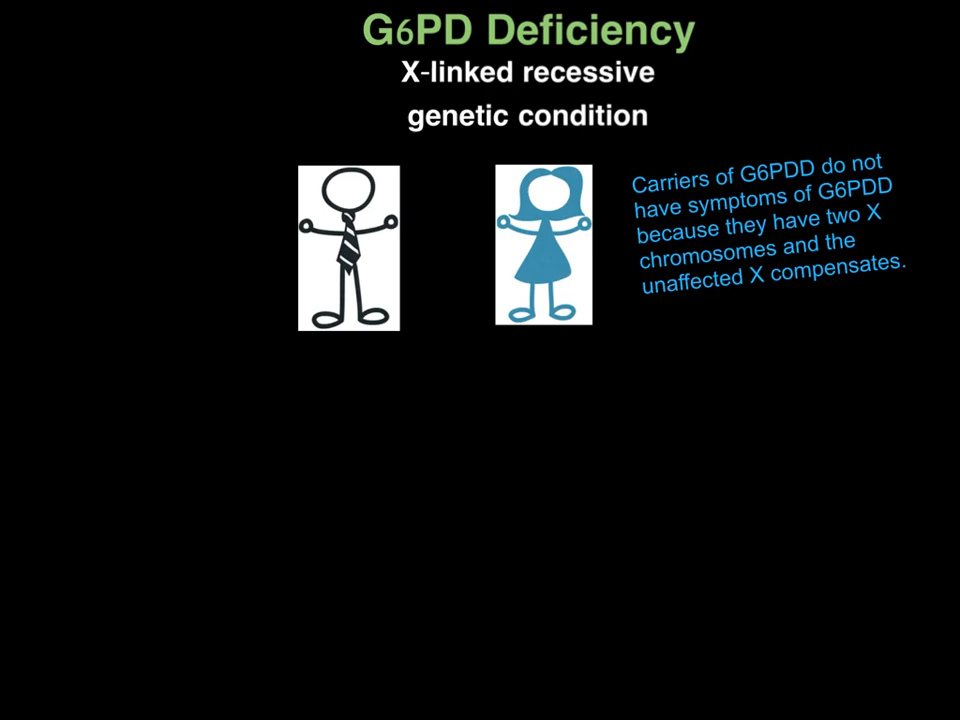 G6PD Deficiency
X-linked recessive
genetic condition
Carriers of G6PDD do not
have symptoms of G6PDD
because they have two X
chromosomes and the
unaffected X compensates.